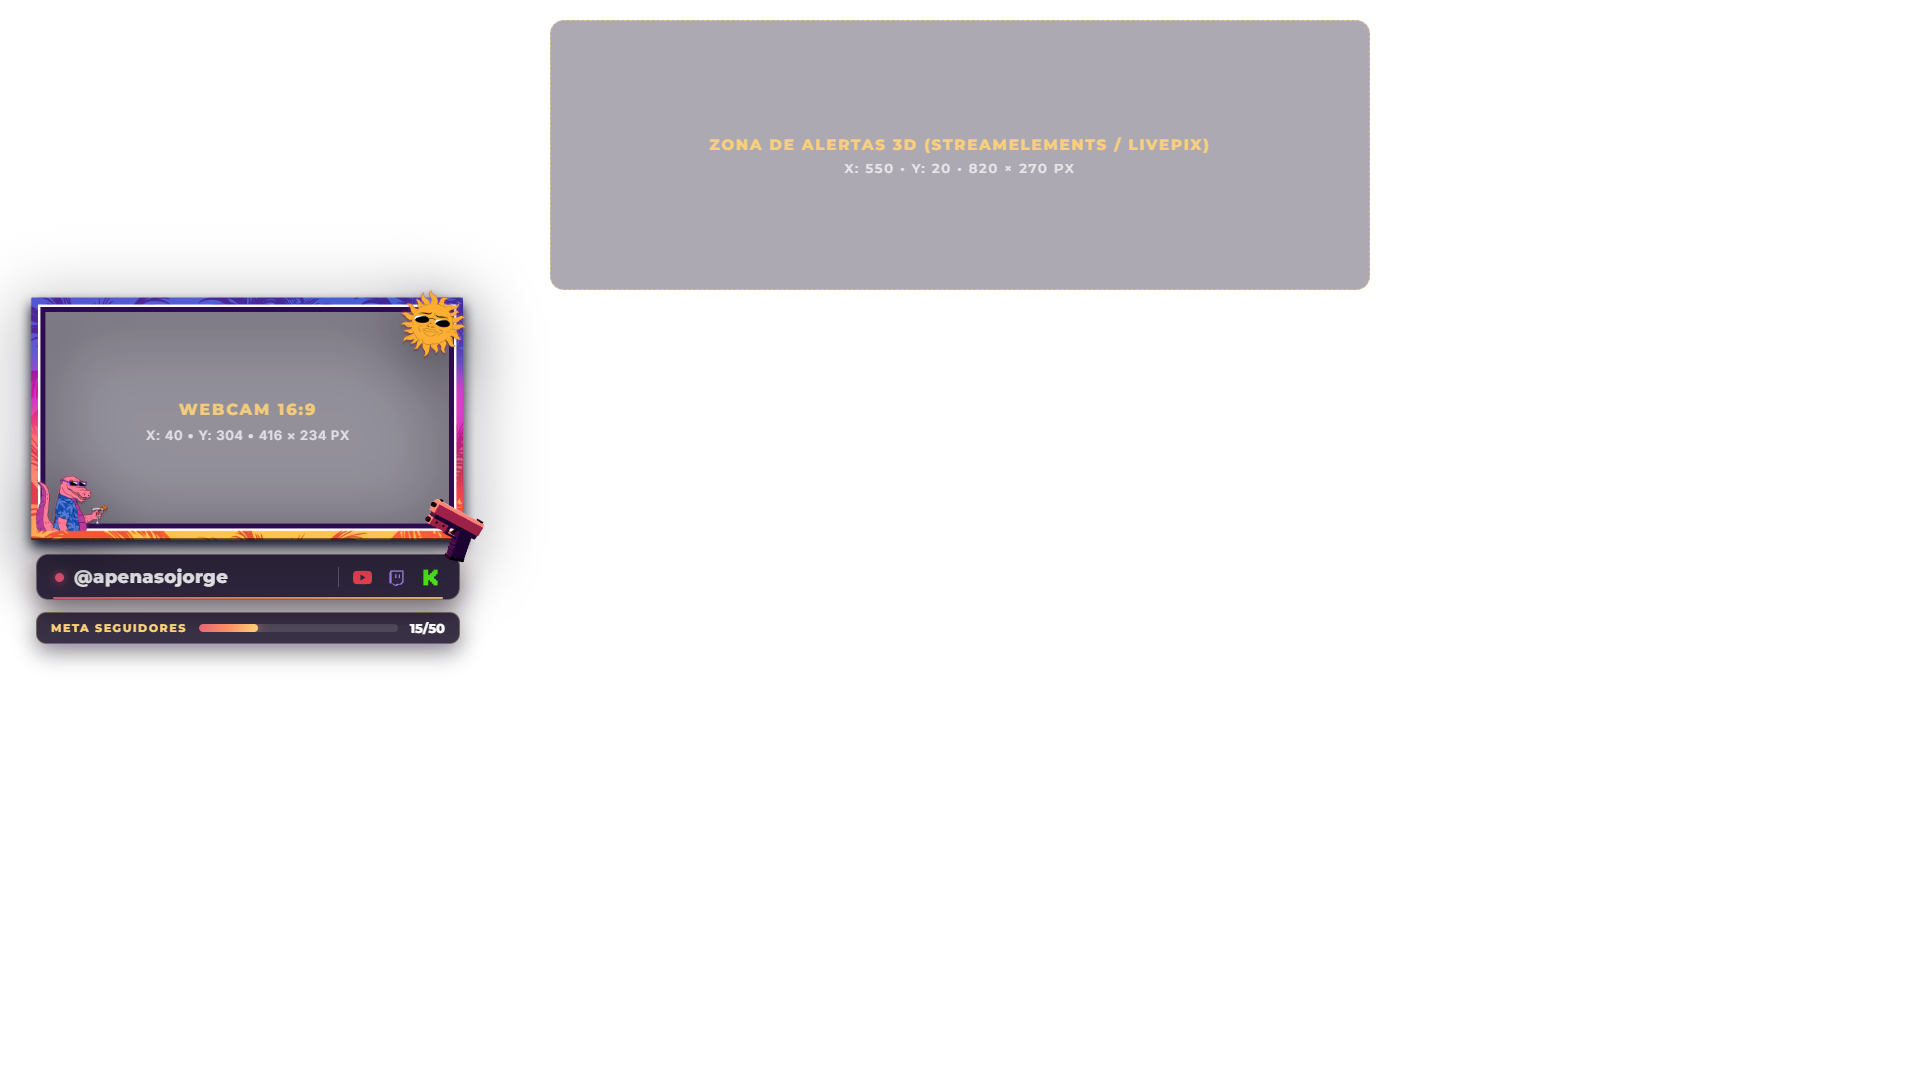 ZONA DE ALERTAS 3D (STREAMELEMENTS / LIVEPIX)
X: 550 • Y: 20 • 820 × 270 PX
WEBCAM 16:9
X: 40 • Y: 304 • 416 × 234 PX
@apenasojorge
META SEGUIDORES 15/50